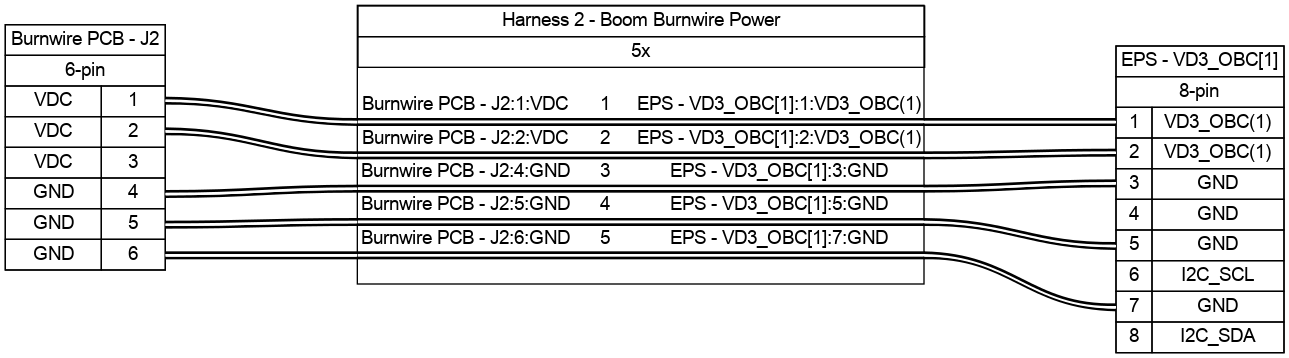 Burnwire PCB - J2
6-pin
VDC 1
VDC 2
VDC 3
GND 4
GND 5
GND 6
Harness 2 - Boom Burnwire Power
5x
Burnwire PCB - J2:1:VDC 1 EPS - VD3_OBC[1]:1:VD3_OBC(1)
Burnwire PCB - J2:2:VDC 2 EPS - VD3_OBC[1]:2:VD3_OBC(1)
Burnwire PCB - J2:4:GND 3 EPS - VD3_OBC[1]:3:GND
Burnwire PCB - J2:5:GND 4 EPS - VD3_OBC[1]:5:GND
Burnwire PCB - J2:6:GND 5 EPS - VD3_OBC[1]:7:GND
EPS - VD3_OBC[1]
8-pin
1 VD3_OBC(1)
2 VD3_OBC(1)
3 GND
4 GND
5 GND
6 I2C_SCL
7 GND
8 I2C_SDA